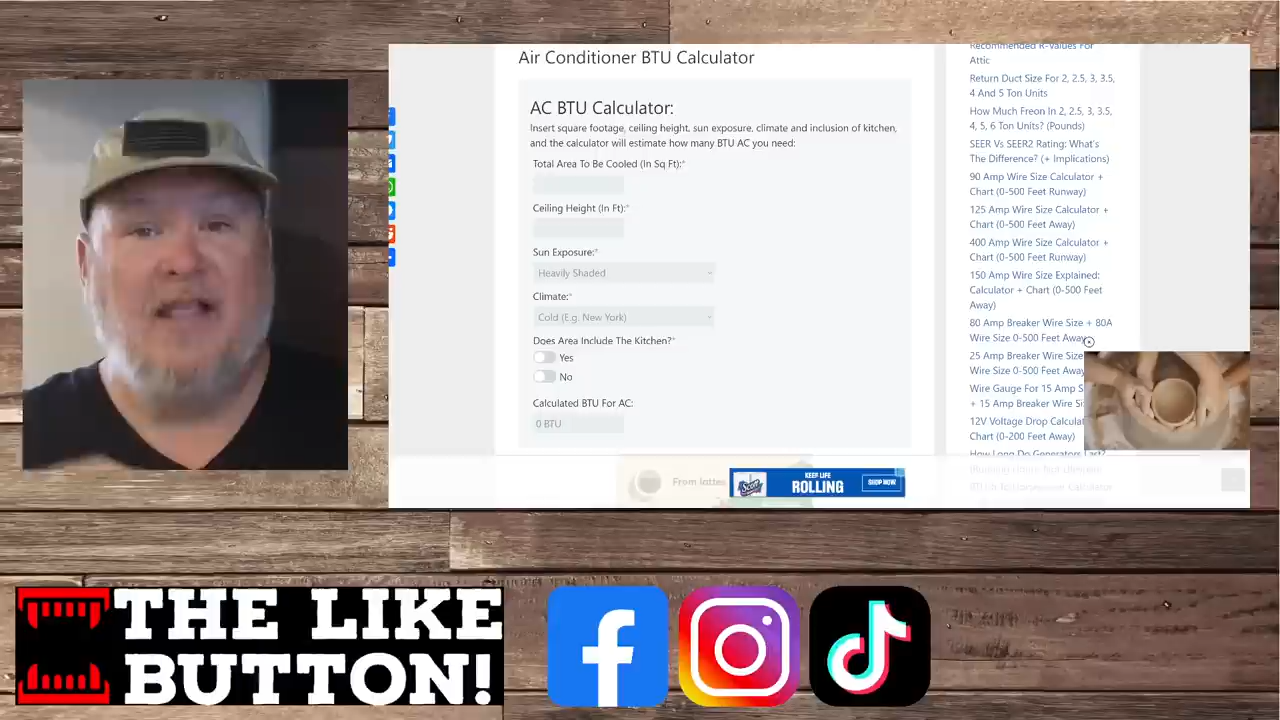 Air Conditioner BTU Calculator
AC BTU Calculator:
Insert square footage, ceiling height, sun exposure, climate and inclusion of kitchen,
and the calculator will estimate how many BTU AC you need:
Total Area To Be Cooled (In Sq Ft):*
Ceiling Height (In Ft):*
Sun Exposure:*
Heavily Shaded
Climate:*
Cold (E.g. New York)
Does Area Include The Kitchen?*
Yes
No
Calculated BTU For AC:
0 BTU
Recommended R-Values For
Attic
Return Duct Size For 2, 2.5, 3, 3.5,
4 And 5 Ton Units
How Much Freon In 2, 2.5, 3, 3.5,
4, 5, 6 Ton Units? (Pounds)
SEER Vs SEER2 Rating: What's
The Difference? (+ Implications)
90 Amp Wire Size Calculator +
Chart (0-500 Feet Runway)
125 Amp Wire Size Calculator +
Chart (0-500 Feet Away)
400 Amp Wire Size Calculator +
Chart (0-500 Feet Runway)
150 Amp Wire Size Explained:
Calculator + Chart (0-500 Feet
Away)
80 Amp Breaker Wire Size + 80A
Wire Size 0-500 Feet Away
25 Amp Breaker Wire Size
Wire Size 0-500 Feet Away
Wire Gauge For 15 Amp S
+ 15 Amp Breaker Wire Si
12V Voltage Drop Calculat
Chart (0-200 Feet Away)
How Long Do Generators Last?
From lattes
Scott
KEEP LIFE
ROLLING
SHOP NOW
THE LIKE
BUTTON!